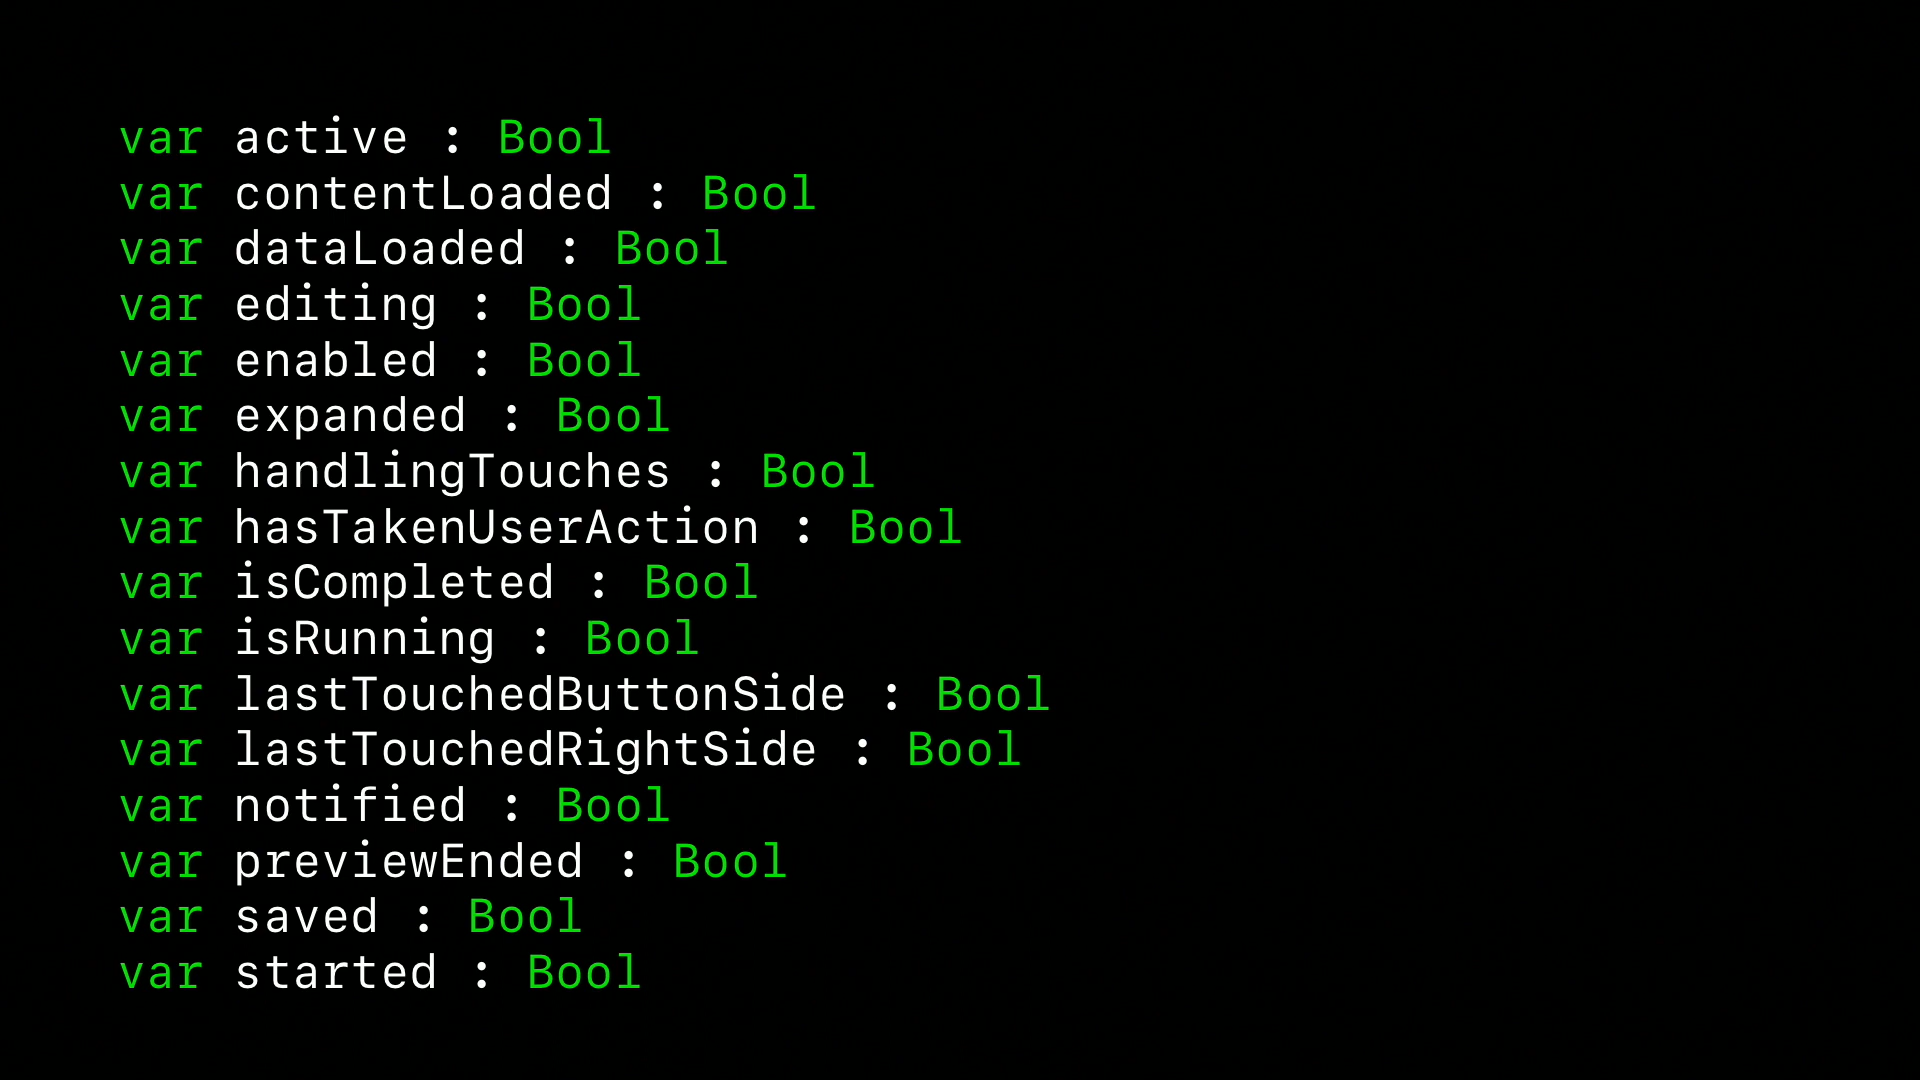 var active : Bool
var contentLoaded : Bool
var dataLoaded : Bool
var editing : Bool
var enabled : Bool
var expanded : Bool
var handlingTouches : Bool
var hasTakenUserAction : Bool
var isCompleted : Bool
var isRunning : Bool
var lastTouchedButtonSide : Bool
var lastTouchedRightSide : Bool
var notified : Bool
var previewEnded : Bool
var saved : Bool
var started : Bool